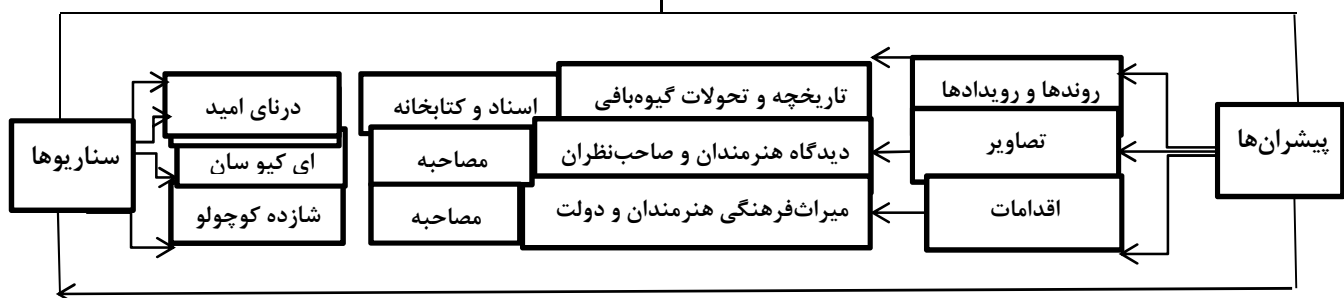 پیشران‌ها
روندها و رویدادها
تاریخچه و تحولات گیوه‌بافی
اسناد و کتابخانه
درنای امید
تصاویر
دیدگاه هنرمندان و صاحب‌نظران
مصاحبه
ای کیو سان
اقدامات
میراث‌فرهنگی هنرمندان و دولت
مصاحبه
شازده کوچولو
سناریوها